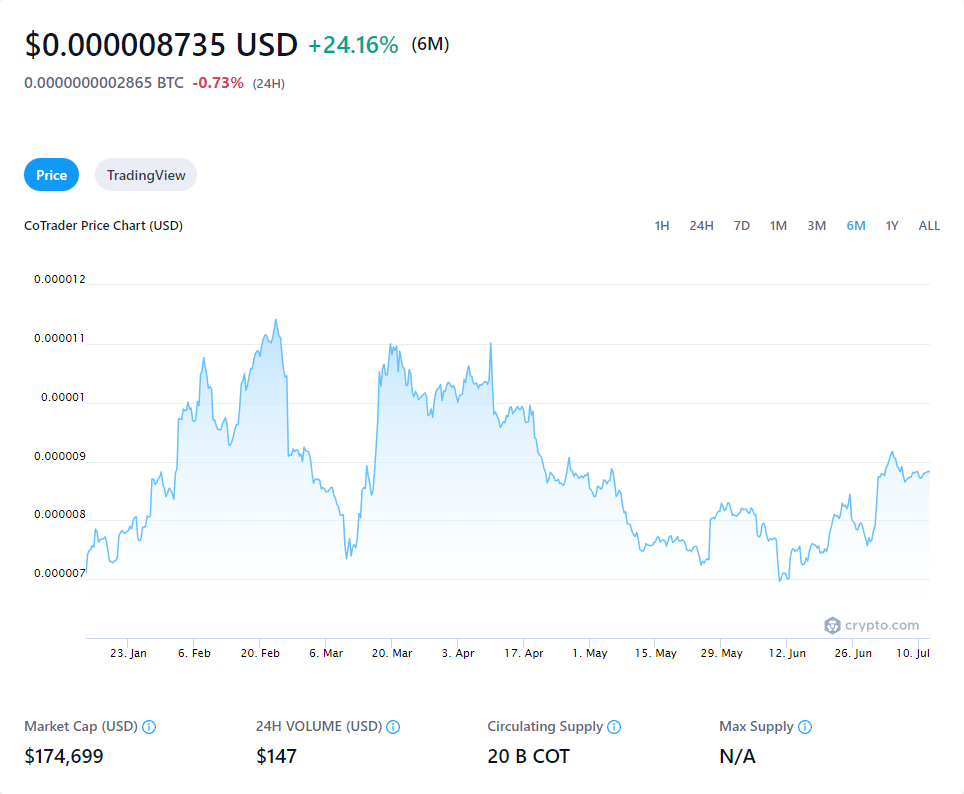 $0.000008735 USD +24.16% (6M)
0.0000000002865 BTC -0.73% (24H)
Price TradingView
CoTrader Price Chart (USD) 1H 24H 7D 1M 3M 6M 1Y ALL
0.000012
0.000011
0.00001
0.000009
0.000008
0.000007
crypto.com
23. Jan 6. Feb 20. Feb 6. Mar 20. Mar 3. Apr 17. Apr 1. May 15. May 29. May 12. Jun 26. Jun 10. Jul
Market Cap (USD) 24H VOLUME (USD) Circulating Supply Max Supply
$174,699 $147 20 B COT N/A